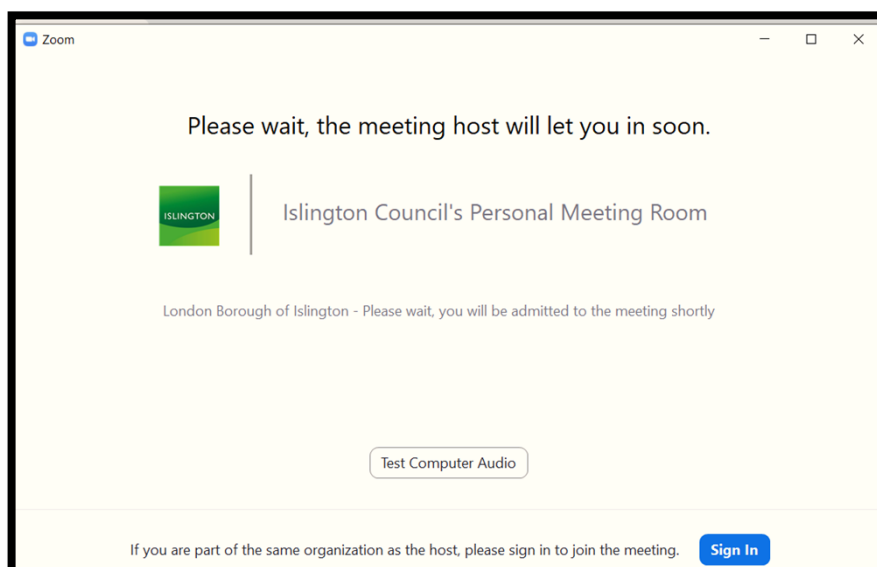 Zoom
Please wait, the meeting host will let you in soon.
ISLINGTON
Islington Council's Personal Meeting Room
London Borough of Islington - Please wait, you will be admitted to the meeting shortly
Test Computer Audio
If you are part of the same organization as the host, please sign in to join the meeting.
Sign In